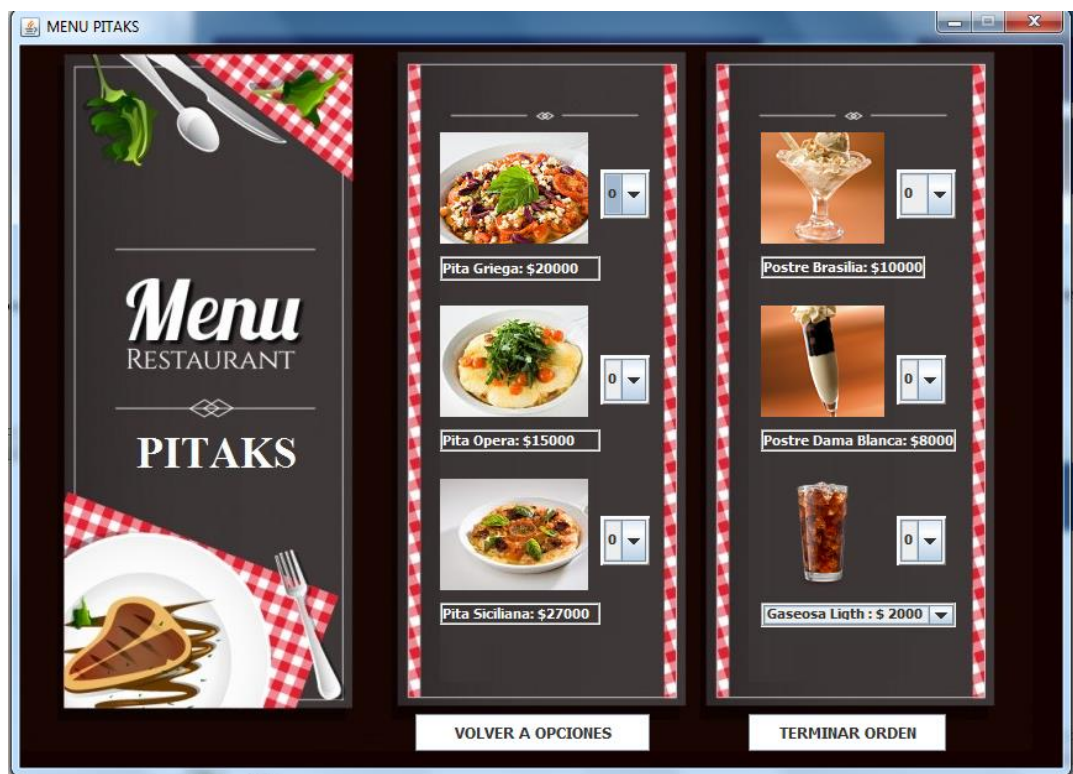 MENU PITAKS
Menu
RESTAURANT
PITAKS
0
Pita Griega: $20000
0
Pita Opera: $15000
0
Pita Siciliana: $27000
0
Postre Brasilia: $10000
0
Postre Dama Blanca: $8000
0
Gaseosa Ligth : $ 2000
VOLVER A OPCIONES
TERMINAR ORDEN